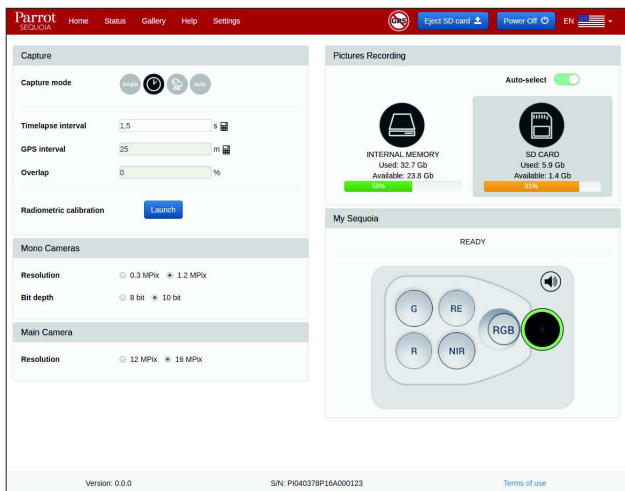 Parrot SEQUOIA Home Status Gallery Help Settings GPS Eject SD card Power Off EN
Capture
Capture mode single auto
Timelapse interval 1,5 s
GPS interval 25 m
Overlap 0 %
Radiometric calibration Launch
Mono Cameras
Resolution 0.3 MPix 1.2 MPix
Bit depth 8 bit 10 bit
Main Camera
Resolution 12 MPix 16 MPix
Pictures Recording
Auto-select
INTERNAL MEMORY
Used: 32.7 Gb
Available: 23.8 Gb
58%
SD CARD
Used: 5.9 Gb
Available: 1.4 Gb
81%
My Sequoia
READY
G RE
RGB
R NIR
Version: 0.0.0 S/N: PI040378P16A000123 Terms of use